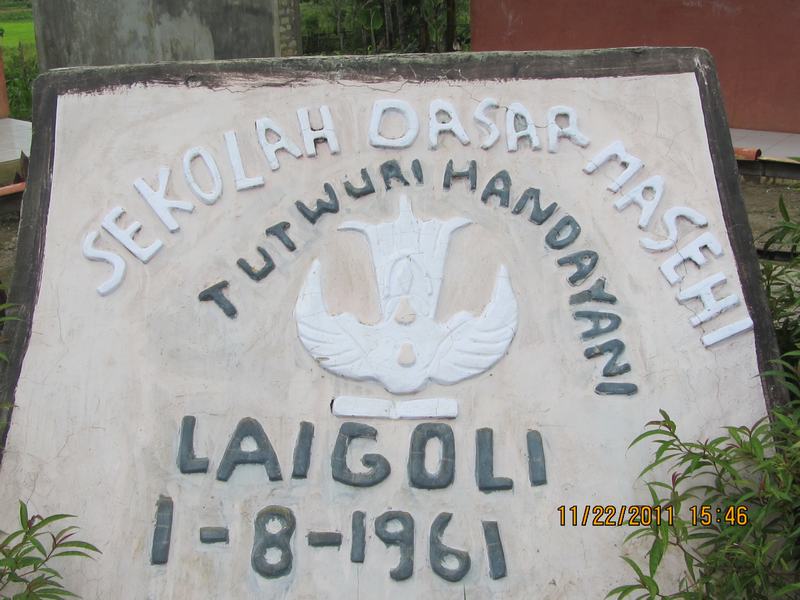 SEKOLAH DASAR MASEHI
TUTWURI HANDAYANI
LAIGOLI
1-8-1961
11/22/2011 15:46